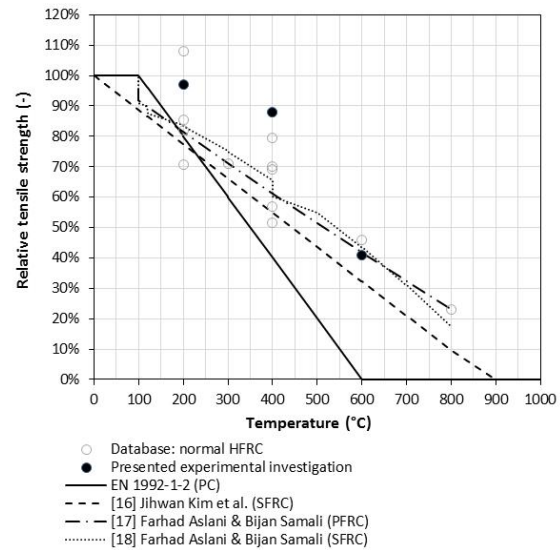 120%
110%
100%
90%
80%
70%
60%
50%
40%
30%
20%
10%
0%
Relative tensile strength (-)
0 100 200 300 400 500 600 700 800 900 1000
Temperature (°C)
Database: normal HFRC
Presented experimental investigation
EN 1992-1-2 (PC)
[16] Jihwan Kim et al. (SFRC)
[17] Farhad Aslani & Bijan Samali (PFRC)
[18] Farhad Aslani & Bijan Samali (SFRC)